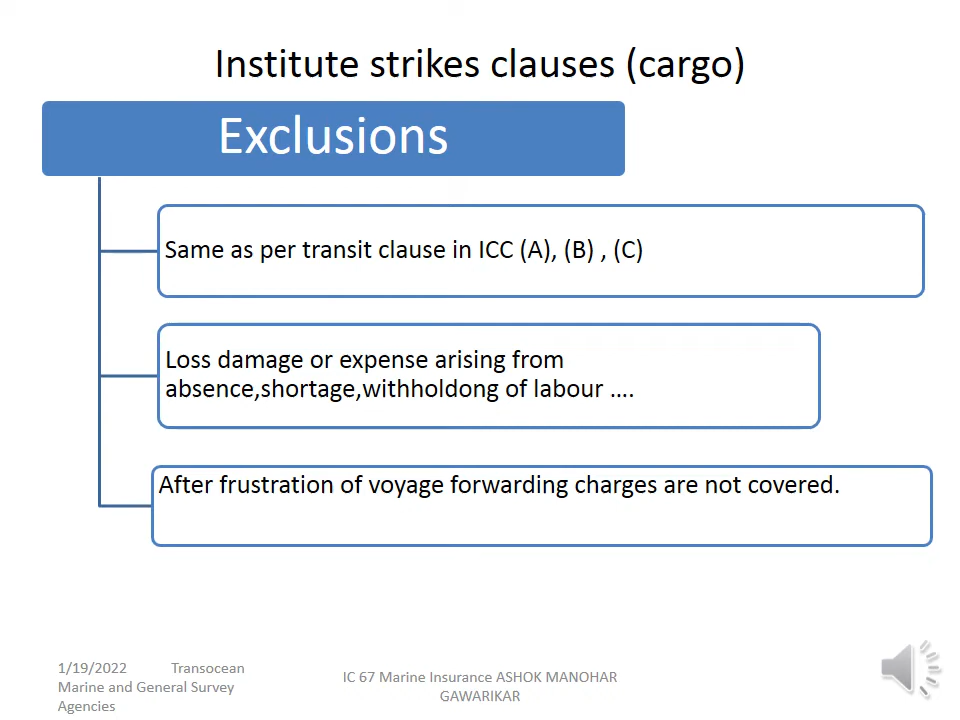 Institute strikes clauses (cargo)
Exclusions
Same as per transit clause in ICC (A), (B) , (C)
Loss damage or expense arising from
absence,shortage,withholdong of labour ....
After frustration of voyage forwarding charges are not covered.
1/19/2022 Transocean
Marine and General Survey
Agencies
IC 67 Marine Insurance ASHOK MANOHAR
GAWARIKAR